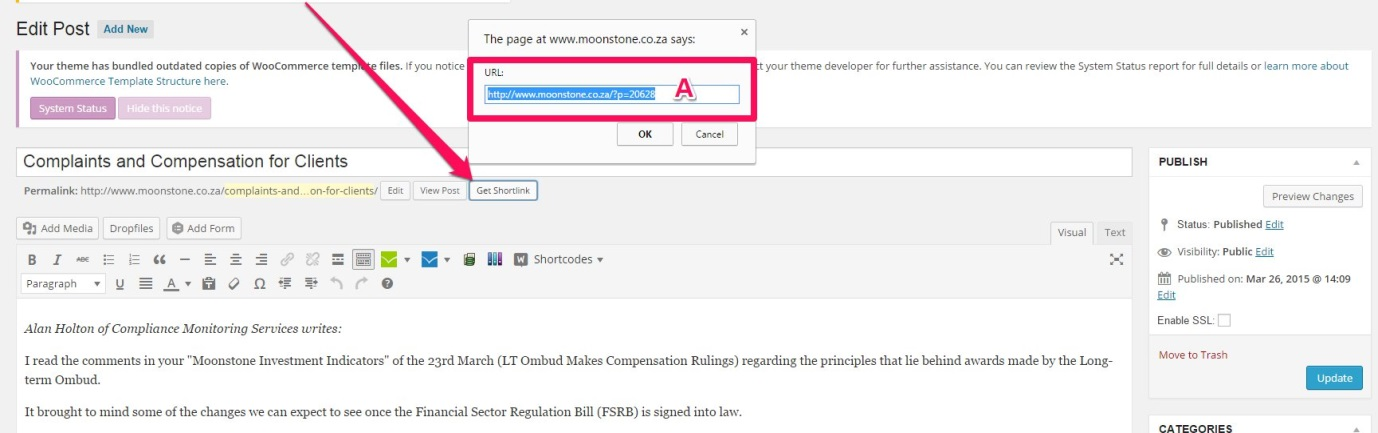 Edit Post Add New
The page at www.moonstone.co.za says:
×
URL:
http://www.moonstone.co.za/?p=20628
A
OK Cancel
Your theme has bundled outdated copies of WooCommerce template files. If you notice ct your theme developer for further assistance. You can review the System Status report for full details or learn more about
WooCommerce Template Structure here.
System Status Hide this notice
Complaints and Compensation for Clients
Permalink: http://www.moonstone.co.za/complaints-and…on-for-clients/ Edit View Post Get Shortlink
Add Media Dropfiles Add Form
Visual Text
B I ABC Shortcodes
Paragraph U A Ω
Alan Holton of Compliance Monitoring Services writes:
I read the comments in your "Moonstone Investment Indicators" of the 23rd March (LT Ombud Makes Compensation Rulings) regarding the principles that lie behind awards made by the Long-
term Ombud.
It brought to mind some of the changes we can expect to see once the Financial Sector Regulation Bill (FSRB) is signed into law.
PUBLISH
Preview Changes
Status: Published Edit
Visibility: Public Edit
Published on: Mar 26, 2015 @ 14:09
Edit
Enable SSL:
Move to Trash
Update
CATEGORIES